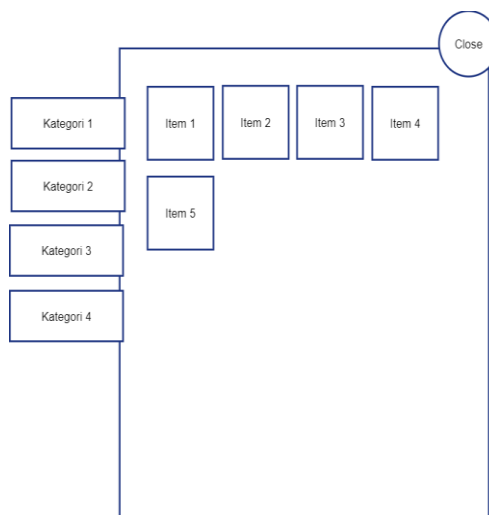 Close
Kategori 1
Item 1
Item 2
Item 3
Item 4
Kategori 2
Item 5
Kategori 3
Kategori 4